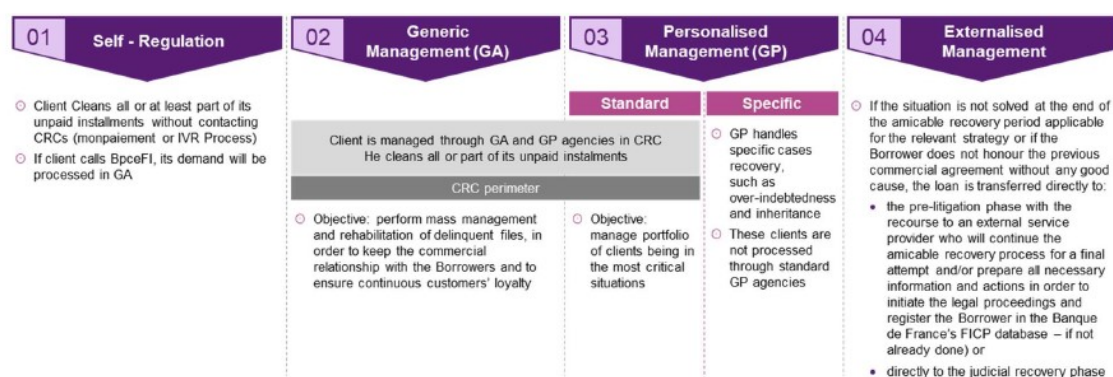 01
Self - Regulation
Client Cleans all or at least part of its
unpaid installments without contacting
CRCs (monpaiement or IVR Process)
If client calls BpceFI, its demand will be
processed in GA
02
Generic
Management (GA)
03
Personalised
Management (GP)
Standard
Specific
Client is managed through GA and GP agencies in CRC
He cleans all or part of its unpaid instalments
CRC perimeter
Objective: perform mass management
and rehabilitation of delinquent files, in
order to keep the commercial
relationship with the Borrowers and to
ensure continuous customers' loyalty
Objective:
manage portfolio
of clients being in
the most critical
situations
GP handles
specific cases
recovery,
such as
over-indebtedness
and inheritance
These clients are
not processed
through standard
GP agencies
04
Externalised
Management
If the situation is not solved at the end of
the amicable recovery period applicable
for the relevant strategy or if the
Borrower does not honour the previous
commercial agreement without any good
cause, the loan is transferred directly to:
• the pre-litigation phase with the
recourse to an external service
provider who will continue the
amicable recovery process for a final
attempt and/or prepare all necessary
information and actions in order to
initiate the legal proceedings and
register the Borrower in the Banque
de France's FICP database – if not
already done) or
• directly to the judicial recovery phase